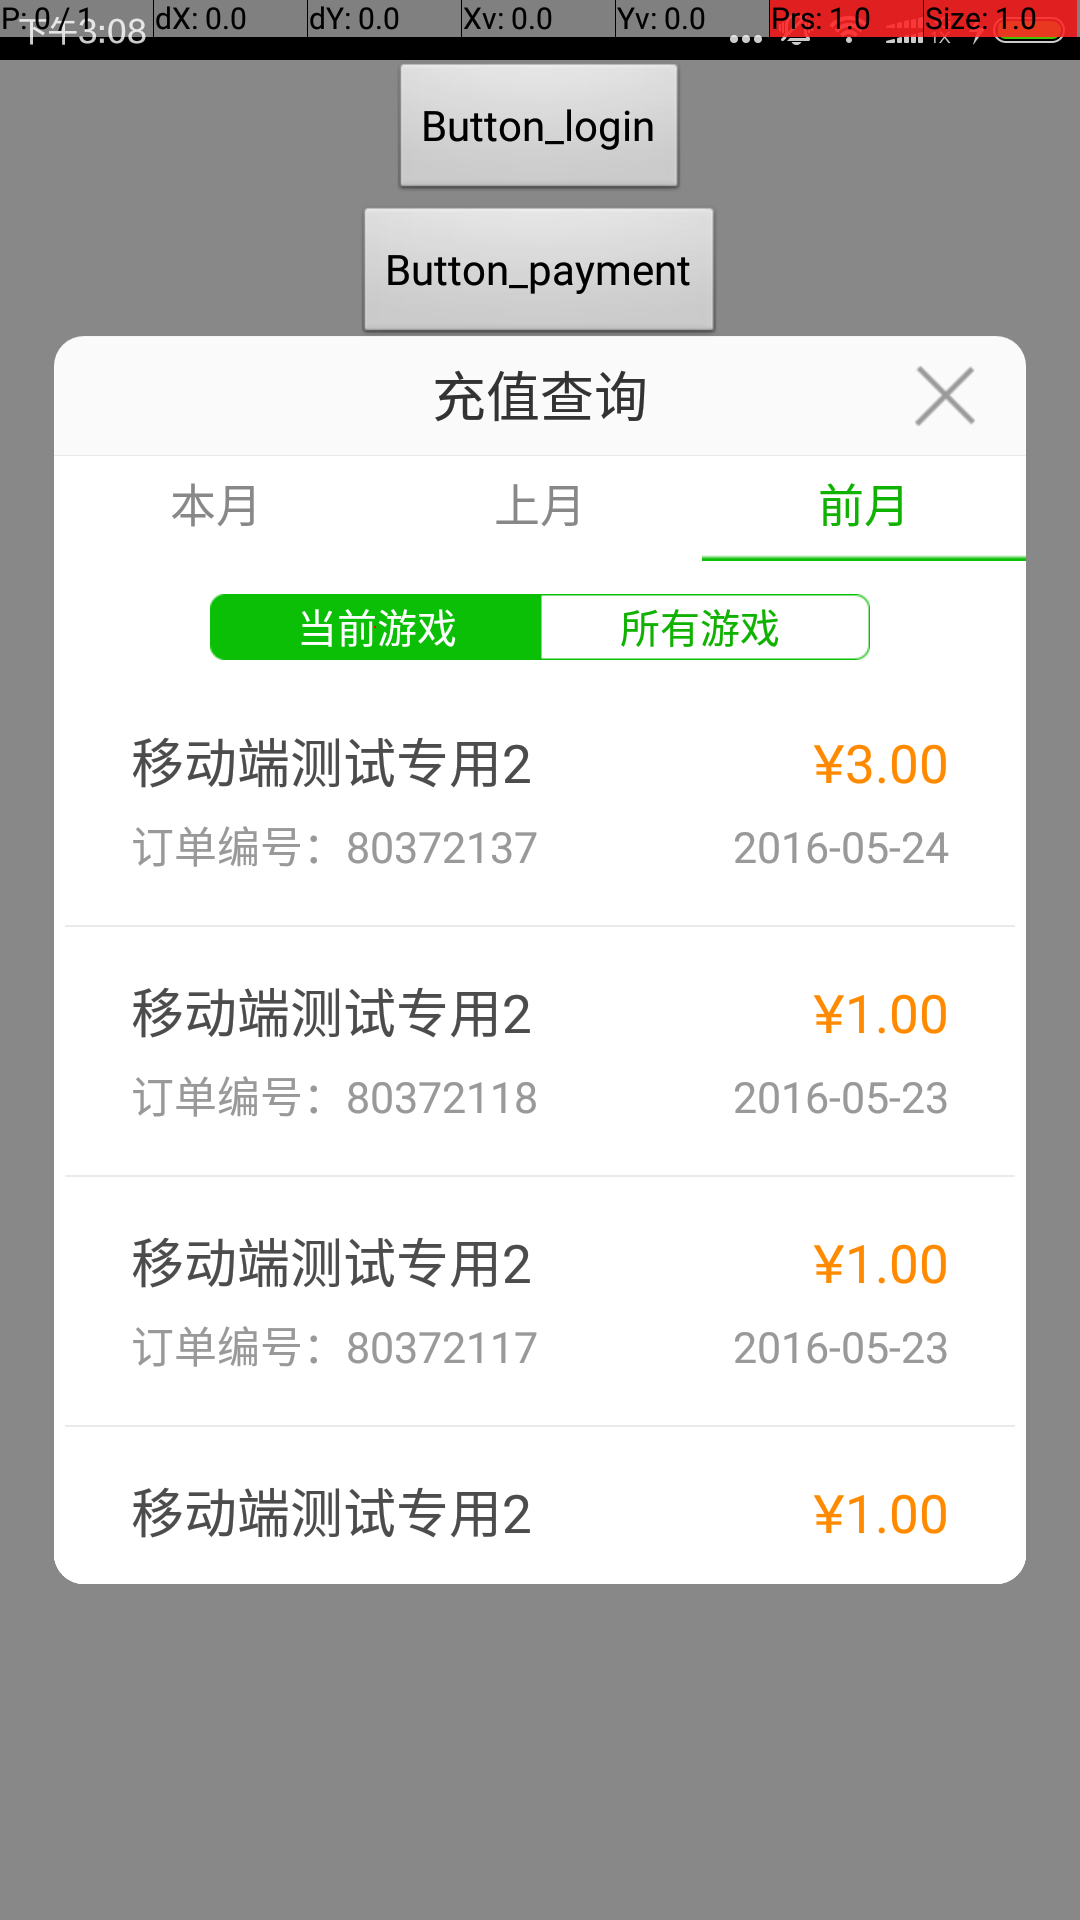 P: 0 / 1 dX: 0.0 dY: 0.0 Xv: 0.0 Yv: 0.0 Prs: 1.0 Size: 1.0
下午3:08
Button_login
Button_payment
充值查询
本月 上月 前月
当前游戏 所有游戏
移动端测试专用2 ¥3.00
订单编号：80372137 2016-05-24
移动端测试专用2 ¥1.00
订单编号：80372118 2016-05-23
移动端测试专用2 ¥1.00
订单编号：80372117 2016-05-23
移动端测试专用2 ¥1.00